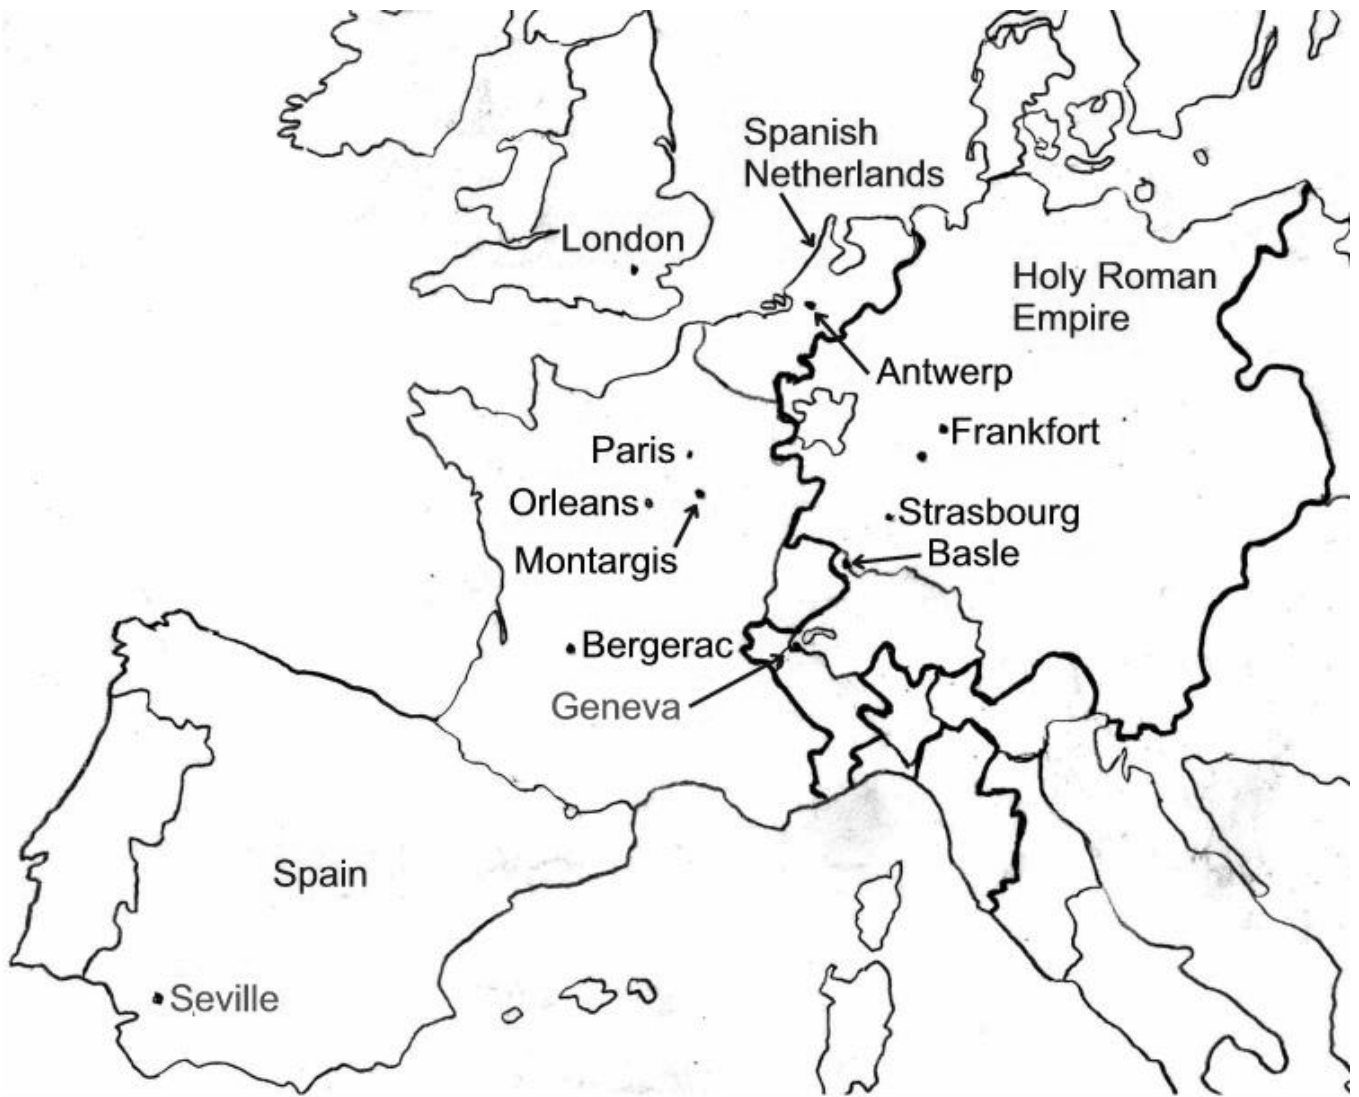 Spanish
Netherlands
London
Holy Roman
Empire
Antwerp
Frankfort
Paris
Orleans
Strasbourg
Montargis
Basle
Bergerac
Geneva
Spain
Seville